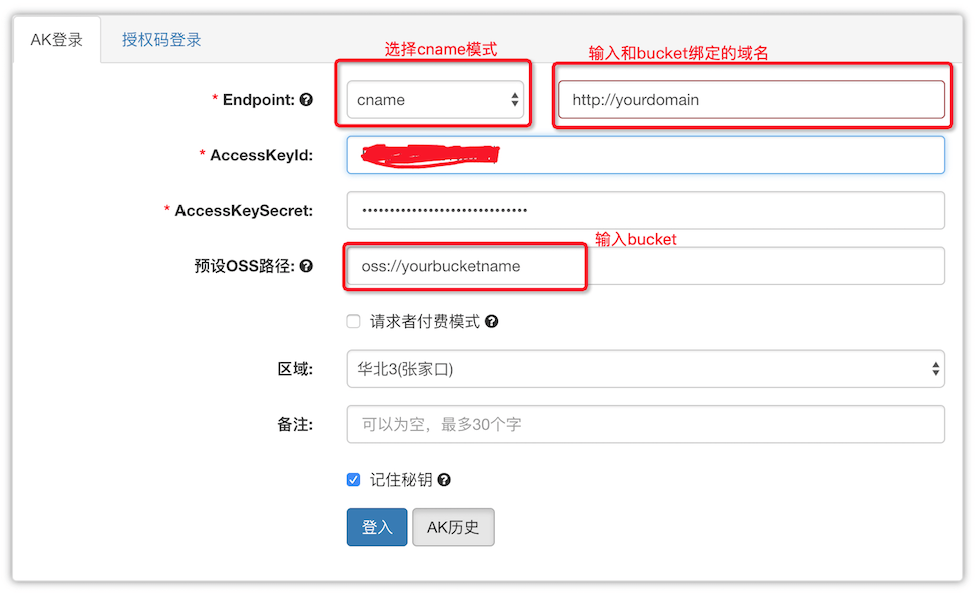 AK登录 授权码登录
选择cname模式 输入和bucket绑定的域名
* Endpoint: cname http://yourdomain
* AccessKeyId:
* AccessKeySecret: ••••••••••••••••••••••••••••••
输入bucket
预设OSS路径: oss://yourbucketname
请求者付费模式
区域: 华北3(张家口)
备注: 可以为空，最多30个字
记住秘钥
登入 AK历史